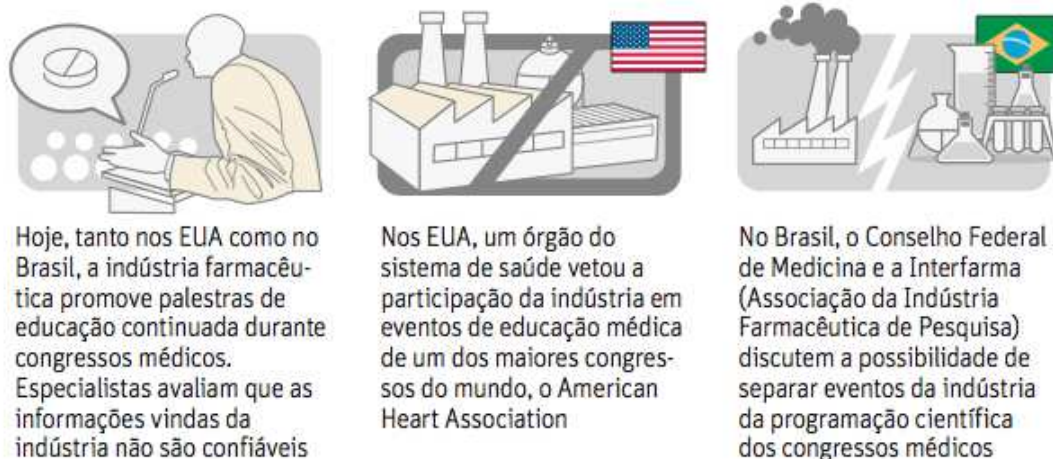 Hoje, tanto nos EUA como no
Brasil, a indústria farmacêu-
tica promove palestras de
educação continuada durante
congressos médicos.
Especialistas avaliam que as
informações vindas da
indústria não são confiáveis
Nos EUA, um órgão do
sistema de saúde vetou a
participação da indústria em
eventos de educação médica
de um dos maiores congres-
sos do mundo, o American
Heart Association
No Brasil, o Conselho Federal
de Medicina e a Interfarma
(Associação da Indústria
Farmacêutica de Pesquisa)
discutem a possibilidade de
separar eventos da indústria
da programação científica
dos congressos médicos